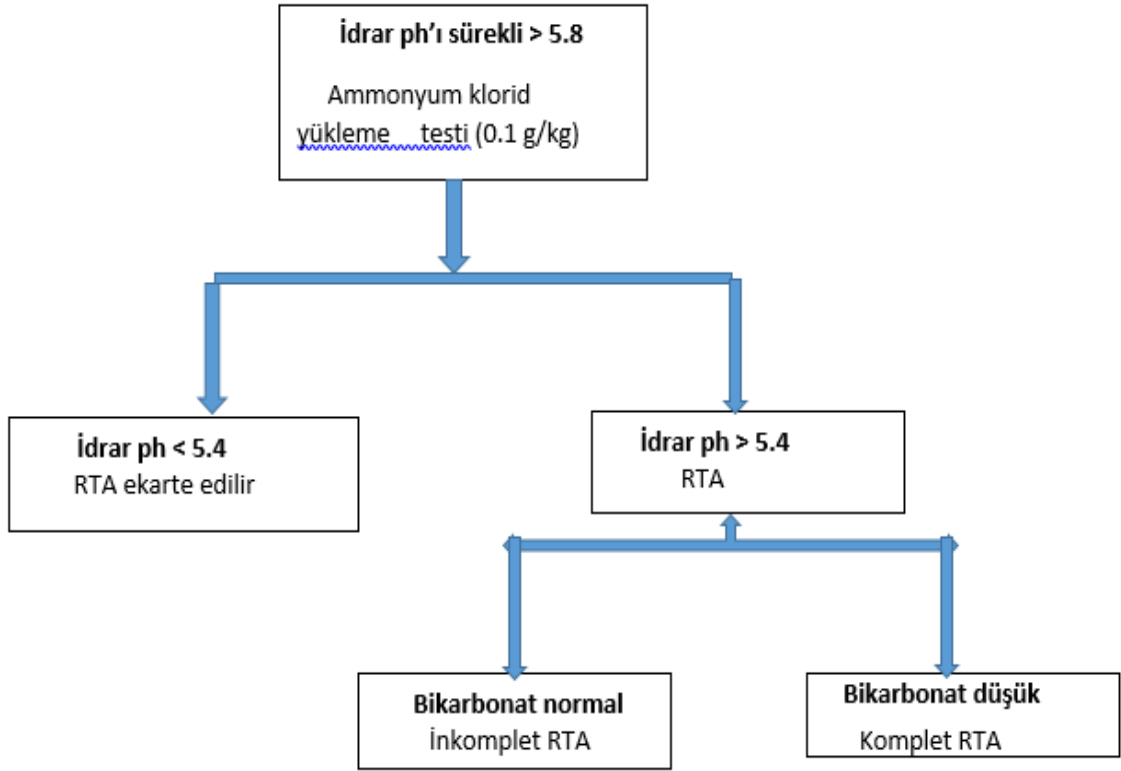 İdrar ph’ı sürekli > 5.8
Ammonyum klorid
yükleme testi (0.1 g/kg)
İdrar ph < 5.4
RTA ekarte edilir
İdrar ph > 5.4
RTA
Bikarbonat normal
İnkomplet RTA
Bikarbonat düşük
Komplet RTA